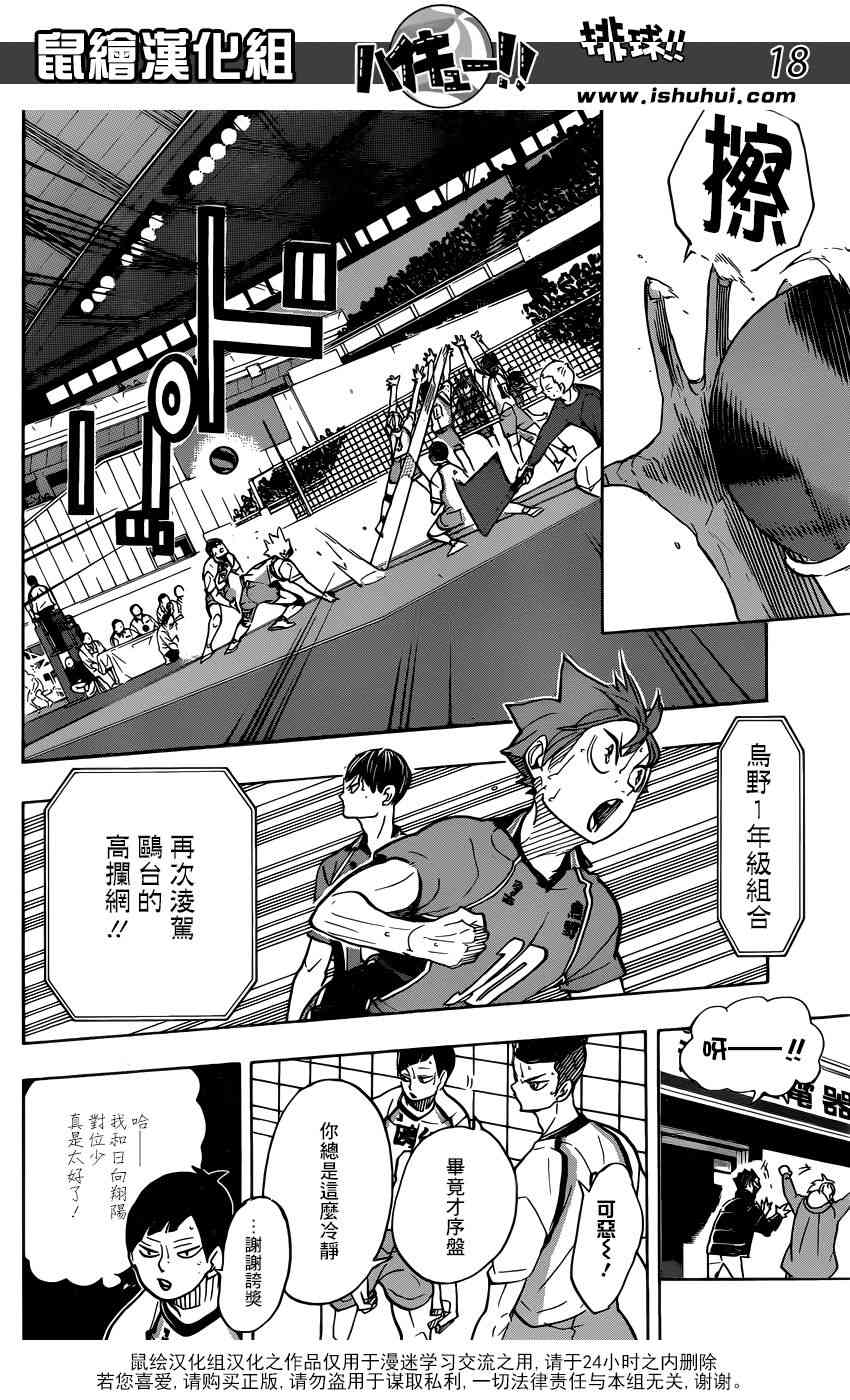 鼠繪漢化組
ハイキュー!!
排球!!
18
www.ishuhui.com
擦
ド
烏野1年級組合
烏野
10
再次淩駕
鷗台的
高攔網!!
呀——!!
電器
可惡~!
畢竟才序盤
你總是這麼冷靜
…謝謝誇獎
哈——
我和日向翔陽
對位少
真是太好了!
鼠绘汉化组汉化之作品仅用于漫迷学习交流之用, 请于24小时之内删除
若您喜爱, 请购买正版, 请勿盗用于谋取私利, 一切法律责任与本组无关, 谢谢。